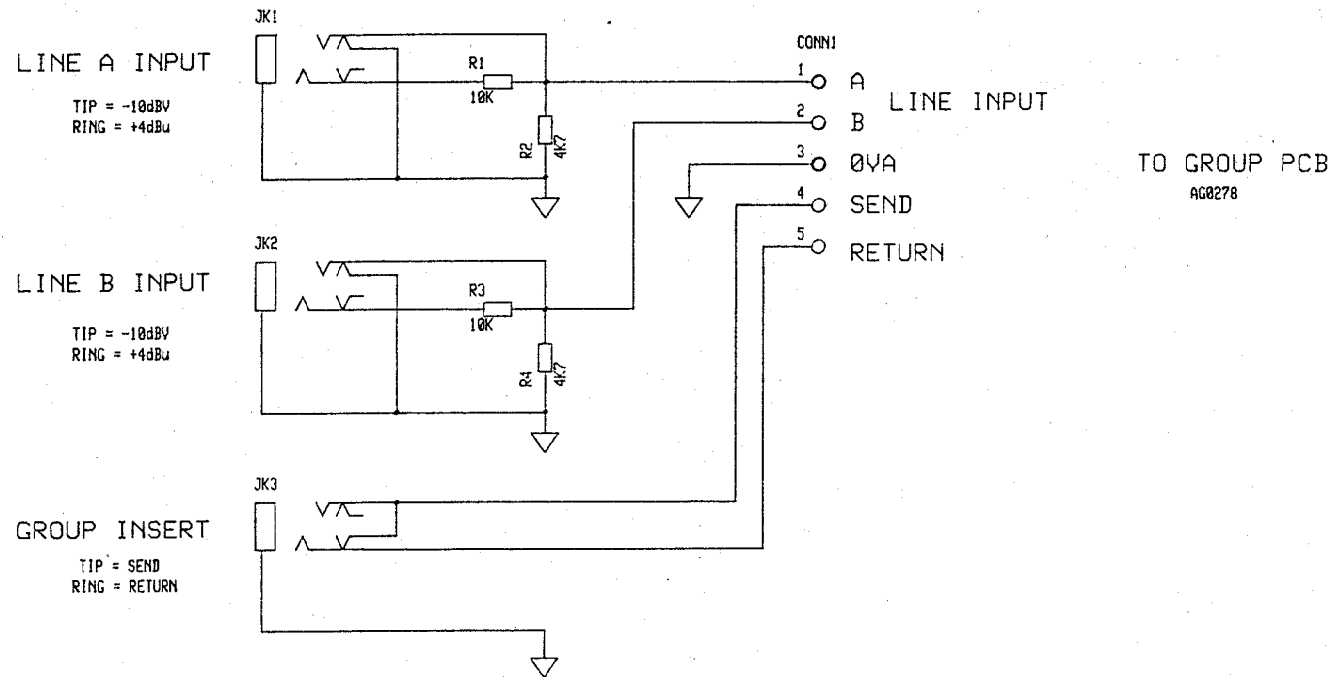 JK1
LINE A INPUT
TIP = -10dBV
RING = +4dBu
R1
10K
R2
4K7
CONN1
1 A
2 B
LINE INPUT
3 0VA
4 SEND
5 RETURN
TO GROUP PCB
AG0278
JK2
LINE B INPUT
TIP = -10dBV
RING = +4dBu
R3
10K
R4
4K7
JK3
GROUP INSERT
TIP = SEND
RING = RETURN